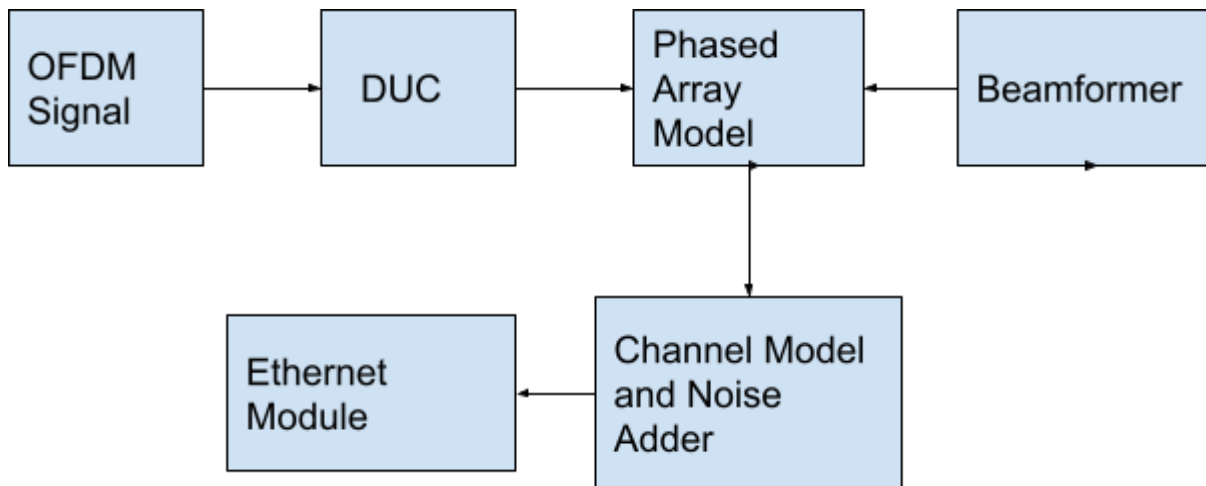 OFDM
Signal
DUC
Phased
Array
Model
Beamformer
Ethernet
Module
Channel Model
and Noise
Adder